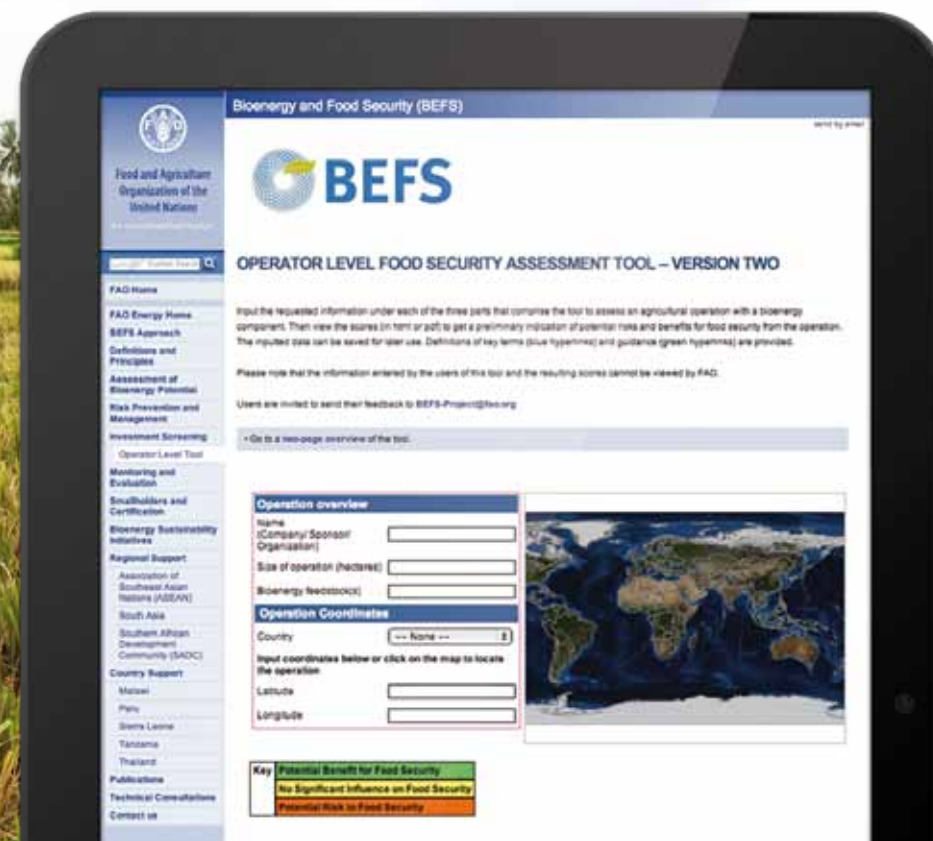 Bioenergy and Food Security (BEFS)
send by email
FAO
Food and Agriculture
Organization of the
United Nations
BEFS
OPERATOR LEVEL FOOD SECURITY ASSESSMENT TOOL – VERSION TWO
Input the requested information under each of the three parts that comprise the tool to assess an agricultural operation with a bioenergy
component. Then view the scores (in html or pdf) to get a preliminary indication of potential risks and benefits for food security from the operation.
The inputted data can be saved for later use. Definitions of key terms (blue hyperlinks) and guidance (green hyperlinks) are provided.
Please note that the information entered by the users of this tool and the resulting scores cannot be viewed by FAO.
Users are invited to send their feedback to BEFS-Project@fao.org
• Go to a two-page overview of the tool.
FAO Home
FAO Energy Home
BEFS Approach
Definitions and
Principles
Assessment of
Bioenergy Potential
Risk Prevention and
Management
Investment Screening
Operator Level Tool
Monitoring and
Evaluation
Smallholders and
Certification
Bioenergy Sustainability
Initiatives
Regional Support
Association of
Southeast Asian
Nations (ASEAN)
South Asia
Southern African
Development
Community (SADC)
Country Support
Malawi
Peru
Sierra Leone
Tanzania
Thailand
Publications
Technical Consultations
Contact us
Operation overview
Name
(Company/ Sponsor/
Organization)
Size of operation (hectares)
Bioenergy feedstock(s)
Operation Coordinates
Country
-- None --
Input coordinates below or click on the map to locate
the operation
Latitude
Longitude
Key
Potential Benefit for Food Security
No Significant Influence on Food Security
Potential Risk to Food Security